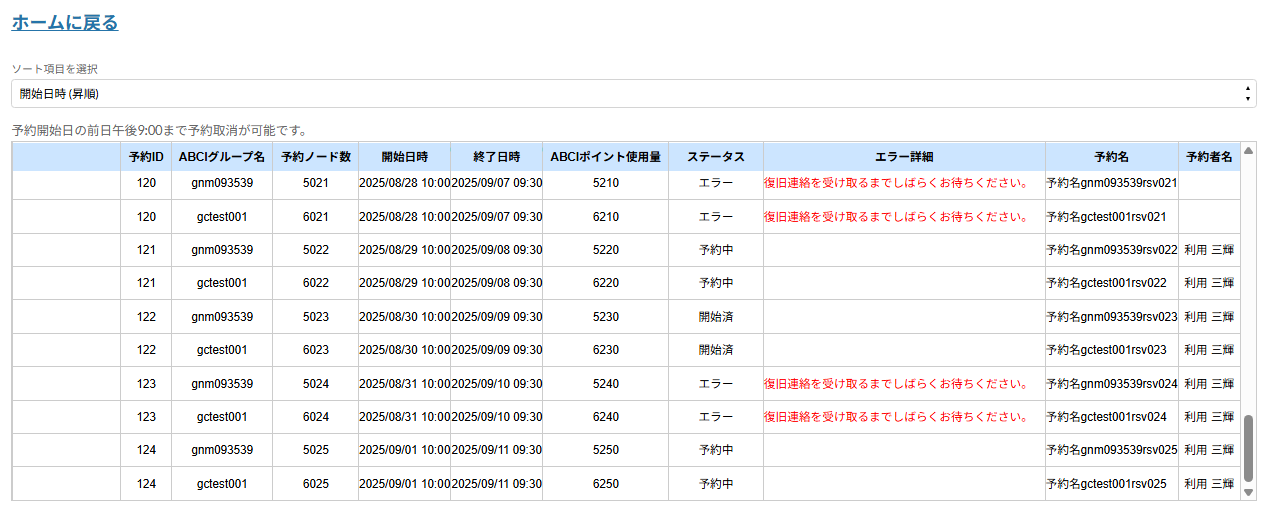 ホームに戻る
ソート項目を選択
開始日時 (昇順)
予約開始日の前日午後9:00まで予約取消が可能です。
予約ID ABCIグループ名 予約ノード数 開始日時 終了日時 ABCIポイント使用量 ステータス エラー詳細 予約名 予約者名
120 gnm093539 5021 2025/08/28 10:00 2025/09/07 09:30 5210 エラー 復旧連絡を受け取るまでしばらくお待ちください。 予約名gnm093539rsv021
120 gctest001 6021 2025/08/28 10:00 2025/09/07 09:30 6210 エラー 復旧連絡を受け取るまでしばらくお待ちください。 予約名gctest001rsv021
121 gnm093539 5022 2025/08/29 10:00 2025/09/08 09:30 5220 予約中 予約名gnm093539rsv022 利用 三輝
121 gctest001 6022 2025/08/29 10:00 2025/09/08 09:30 6220 予約中 予約名gctest001rsv022 利用 三輝
122 gnm093539 5023 2025/08/30 10:00 2025/09/09 09:30 5230 開始済 予約名gnm093539rsv023 利用 三輝
122 gctest001 6023 2025/08/30 10:00 2025/09/09 09:30 6230 開始済 予約名gctest001rsv023 利用 三輝
123 gnm093539 5024 2025/08/31 10:00 2025/09/10 09:30 5240 エラー 復旧連絡を受け取るまでしばらくお待ちください。 予約名gnm093539rsv024 利用 三輝
123 gctest001 6024 2025/08/31 10:00 2025/09/10 09:30 6240 エラー 復旧連絡を受け取るまでしばらくお待ちください。 予約名gctest001rsv024 利用 三輝
124 gnm093539 5025 2025/09/01 10:00 2025/09/11 09:30 5250 予約中 予約名gnm093539rsv025 利用 三輝
124 gctest001 6025 2025/09/01 10:00 2025/09/11 09:30 6250 予約中 予約名gctest001rsv025 利用 三輝